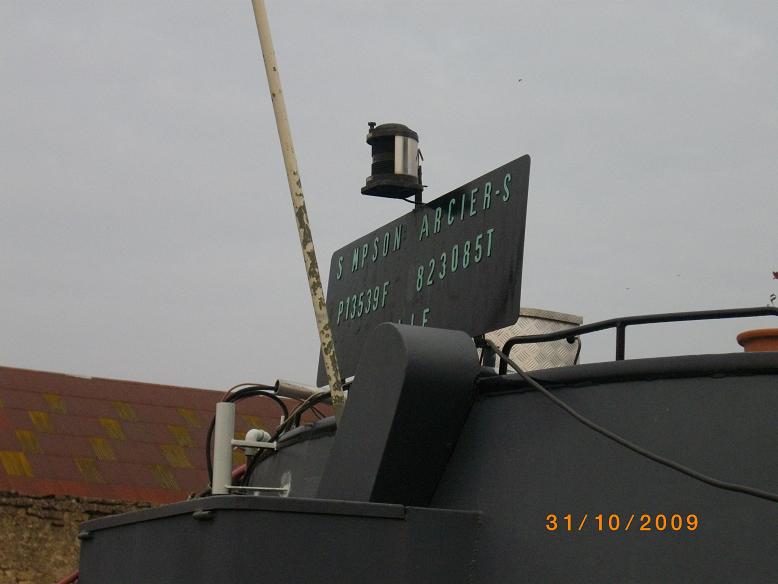 S MPSON ARCIER-S
P13539F 823085T
31/10/2009